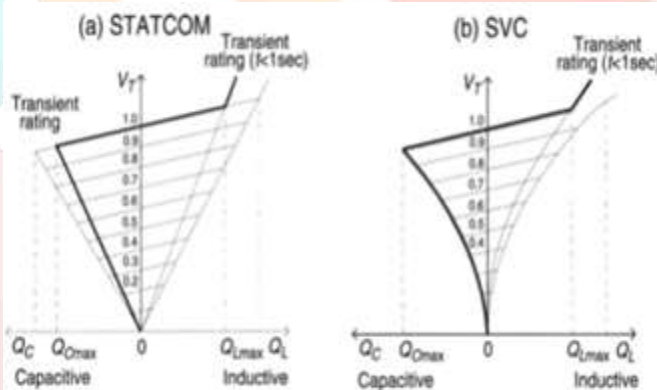 (a) STATCOM
Transient
rating (t<1sec)
V_T
Transient
rating
1.0
0.9
0.8
0.7
0.6
0.5
0.4
0.3
0.2
Q_C Q_Cmax 0 Q_Lmax Q_L
Capacitive Inductive
(b) SVC
Transient
rating (t<1sec)
V_T
1.0
0.9
0.8
0.7
0.6
0.5
0.4
Q_C Q_Cmax 0 Q_Lmax Q_L
Capacitive Inductive